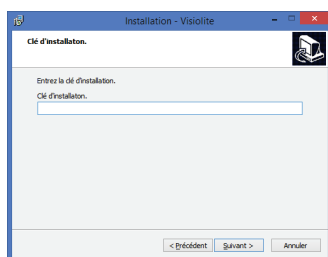 Installation - Visiolite
Clé d'installaton.
Entrez la clé d'installation.
Clé d'installaton.
< Précédent
Suivant >
Annuler